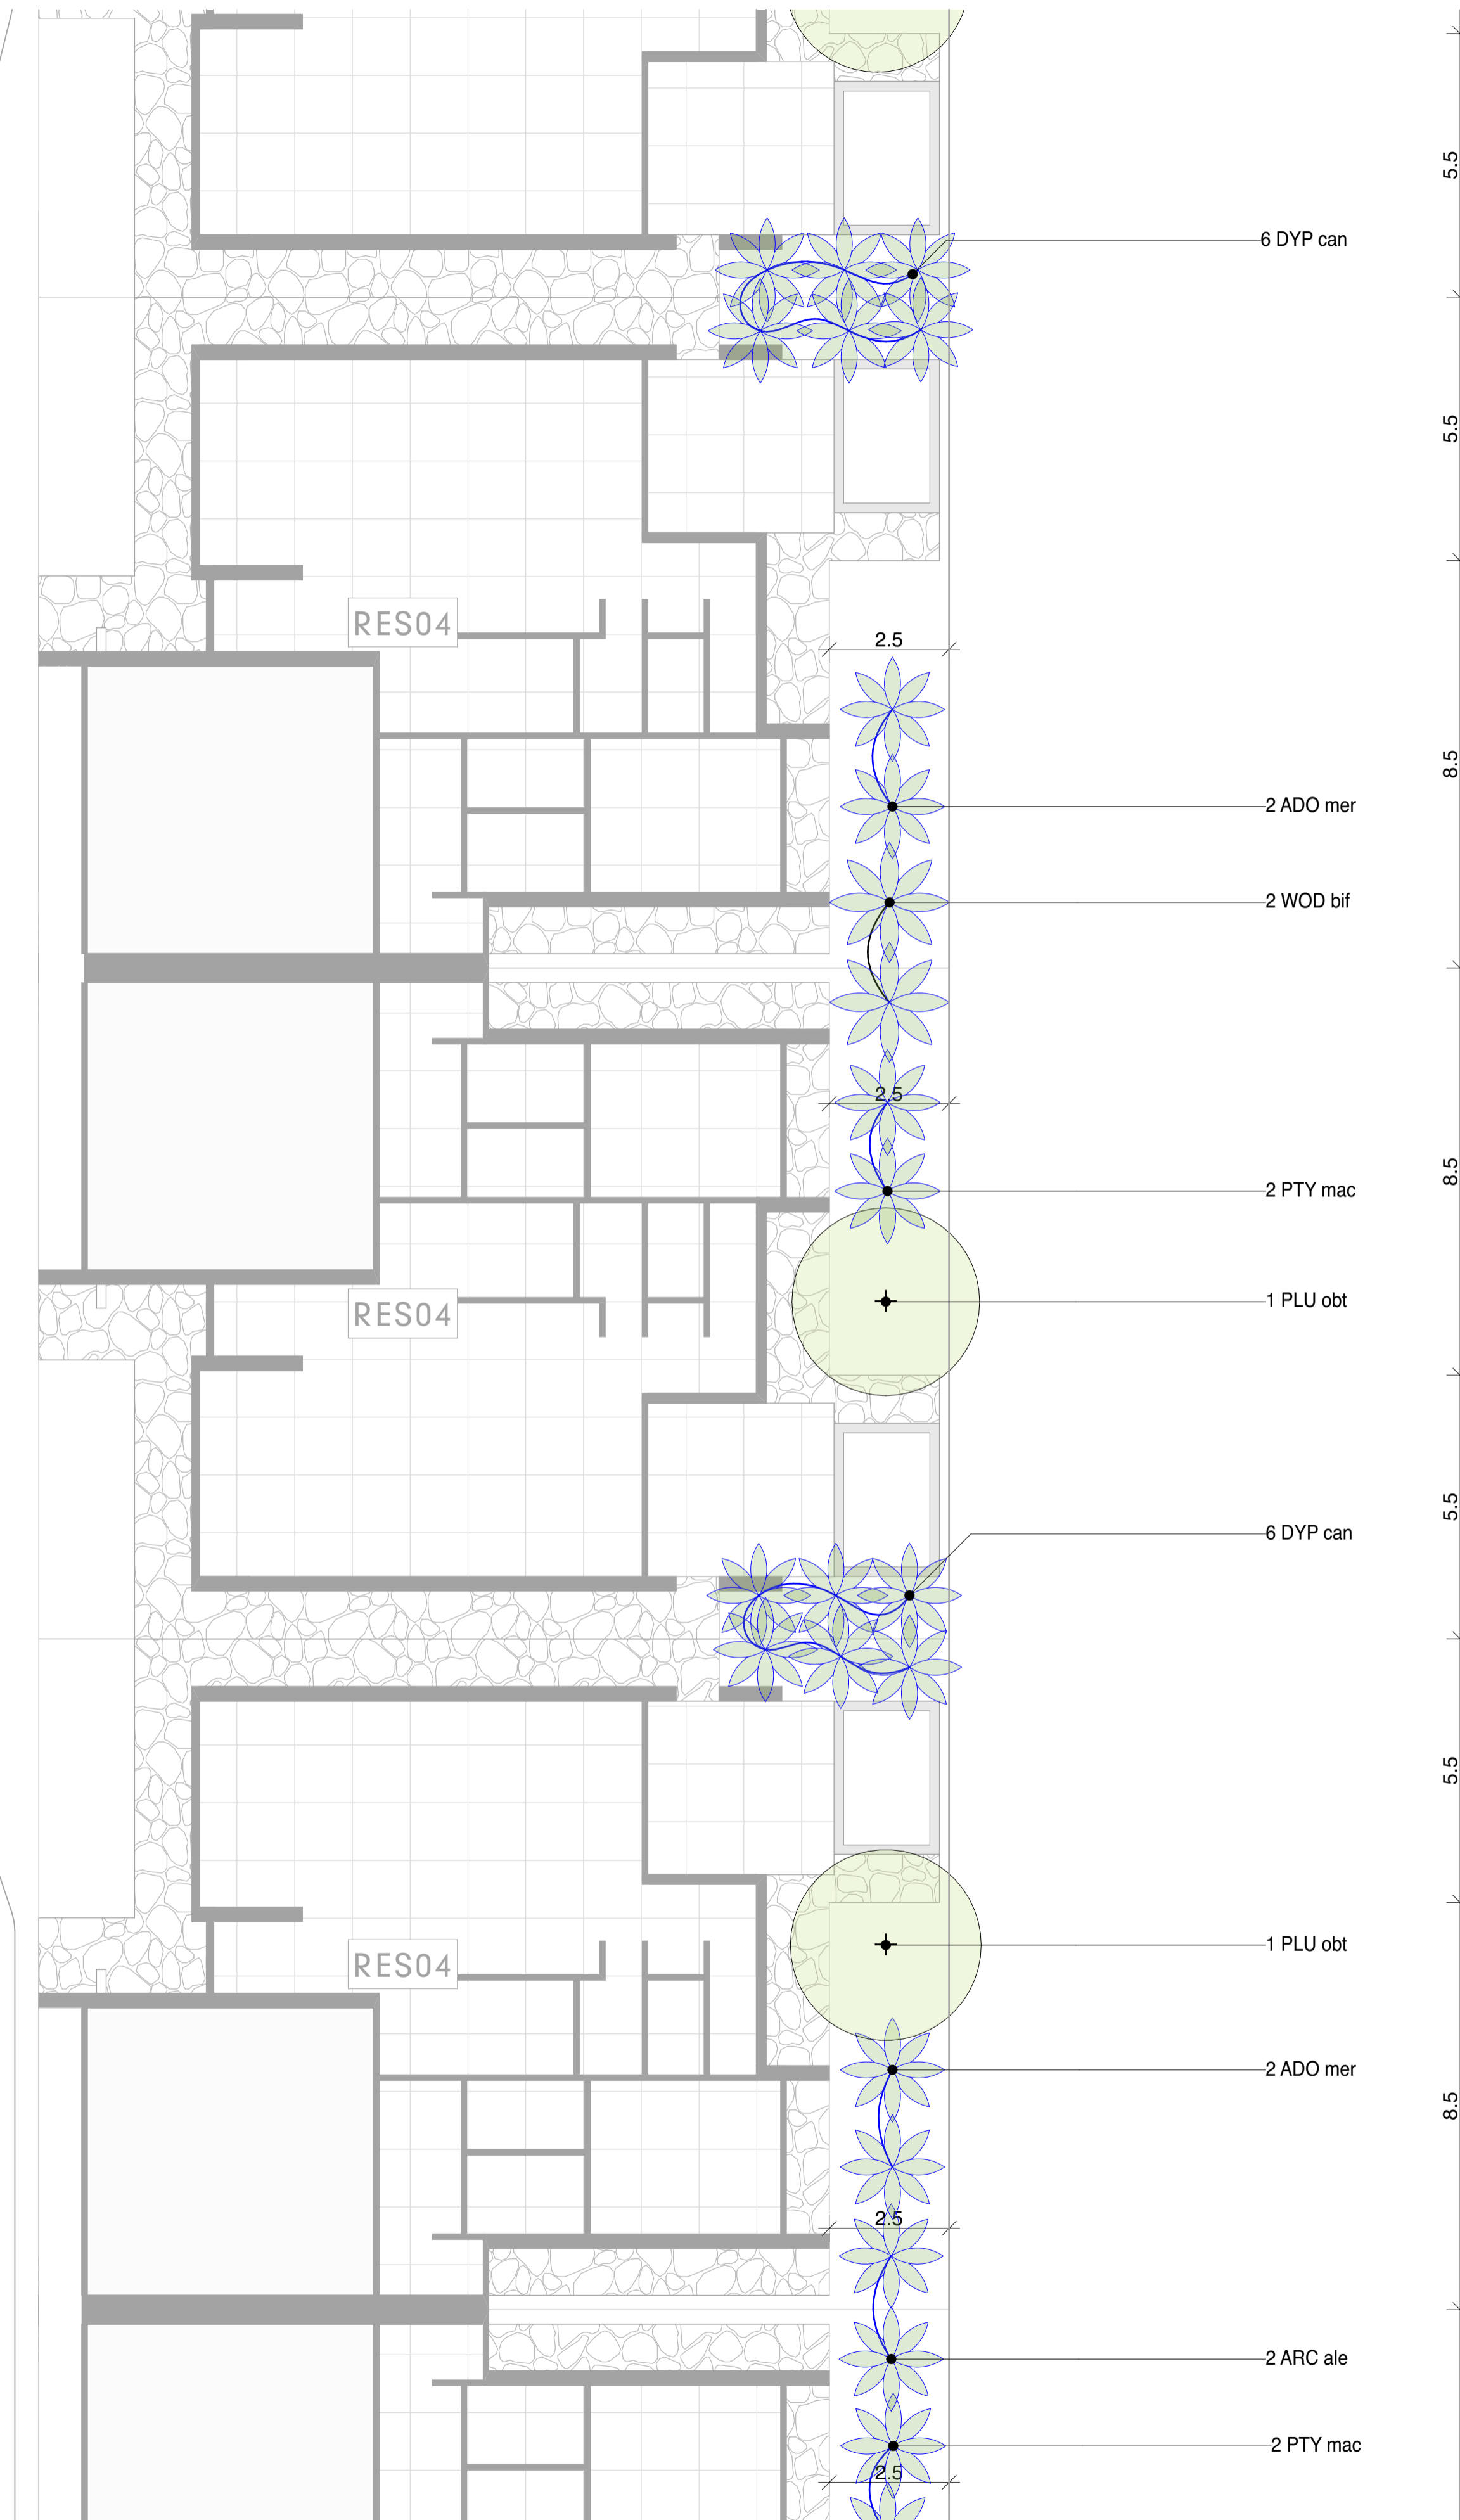 5.5
6 DYP can
5.5
RES04
2.5
8.5
2 ADO mer
2 WOD bif
2.5
8.5
2 PTY mac
1 PLU obt
RES04
5.5
6 DYP can
5.5
1 PLU obt
RES04
2 ADO mer
8.5
2.5
2 ARC ale
2 PTY mac
2.5